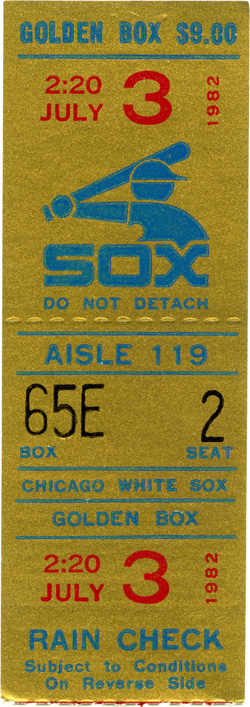 GOLDEN BOX $9.00
2:20
JULY 3 1982
SOX
DO NOT DETACH
AISLE 119
65E 2
BOX SEAT
CHICAGO WHITE SOX
GOLDEN BOX
2:20
JULY 3 1982
RAIN CHECK
Subject to Conditions
On Reverse Side